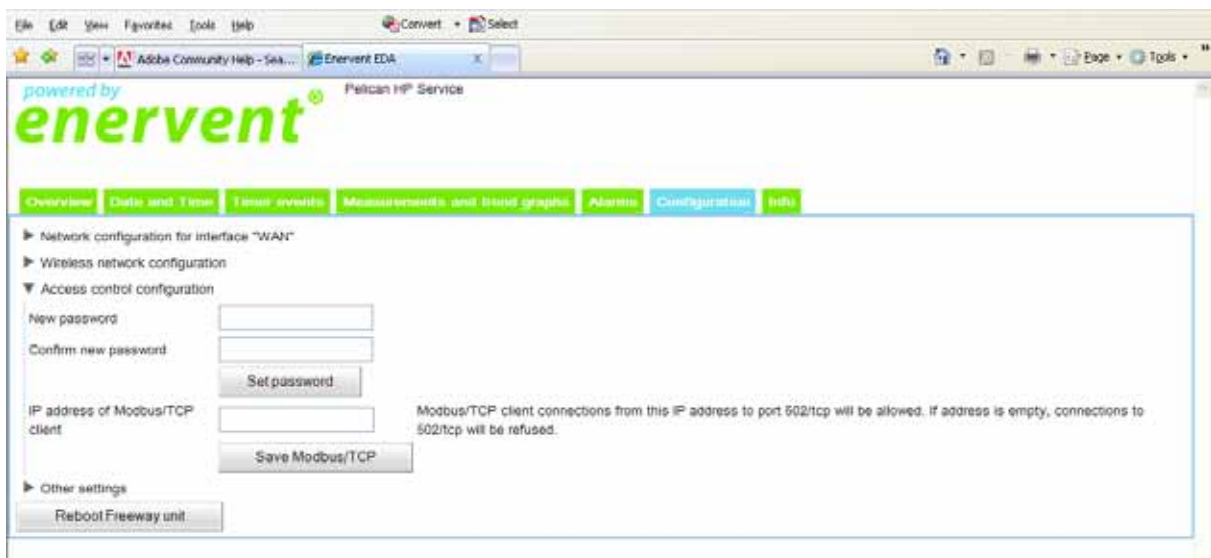 File Edit View Favorites Tools Help Convert Select
Adobe Community Help - Sea... Enervent EDA x Page Tools "
powered by
enervent®
Pelican HP Service
Overview Date and Time Timer events Measurements and trend graphs Alarms Configuration Info
Network configuration for interface "WAN"
Wireless network configuration
Access control configuration
New password
Confirm new password
Set password
IP address of Modbus/TCP
client
Modbus/TCP client connections from this IP address to port 502/tcp will be allowed. If address is empty, connections to
502/tcp will be refused.
Save Modbus/TCP
Other settings
Reboot Freeway unit